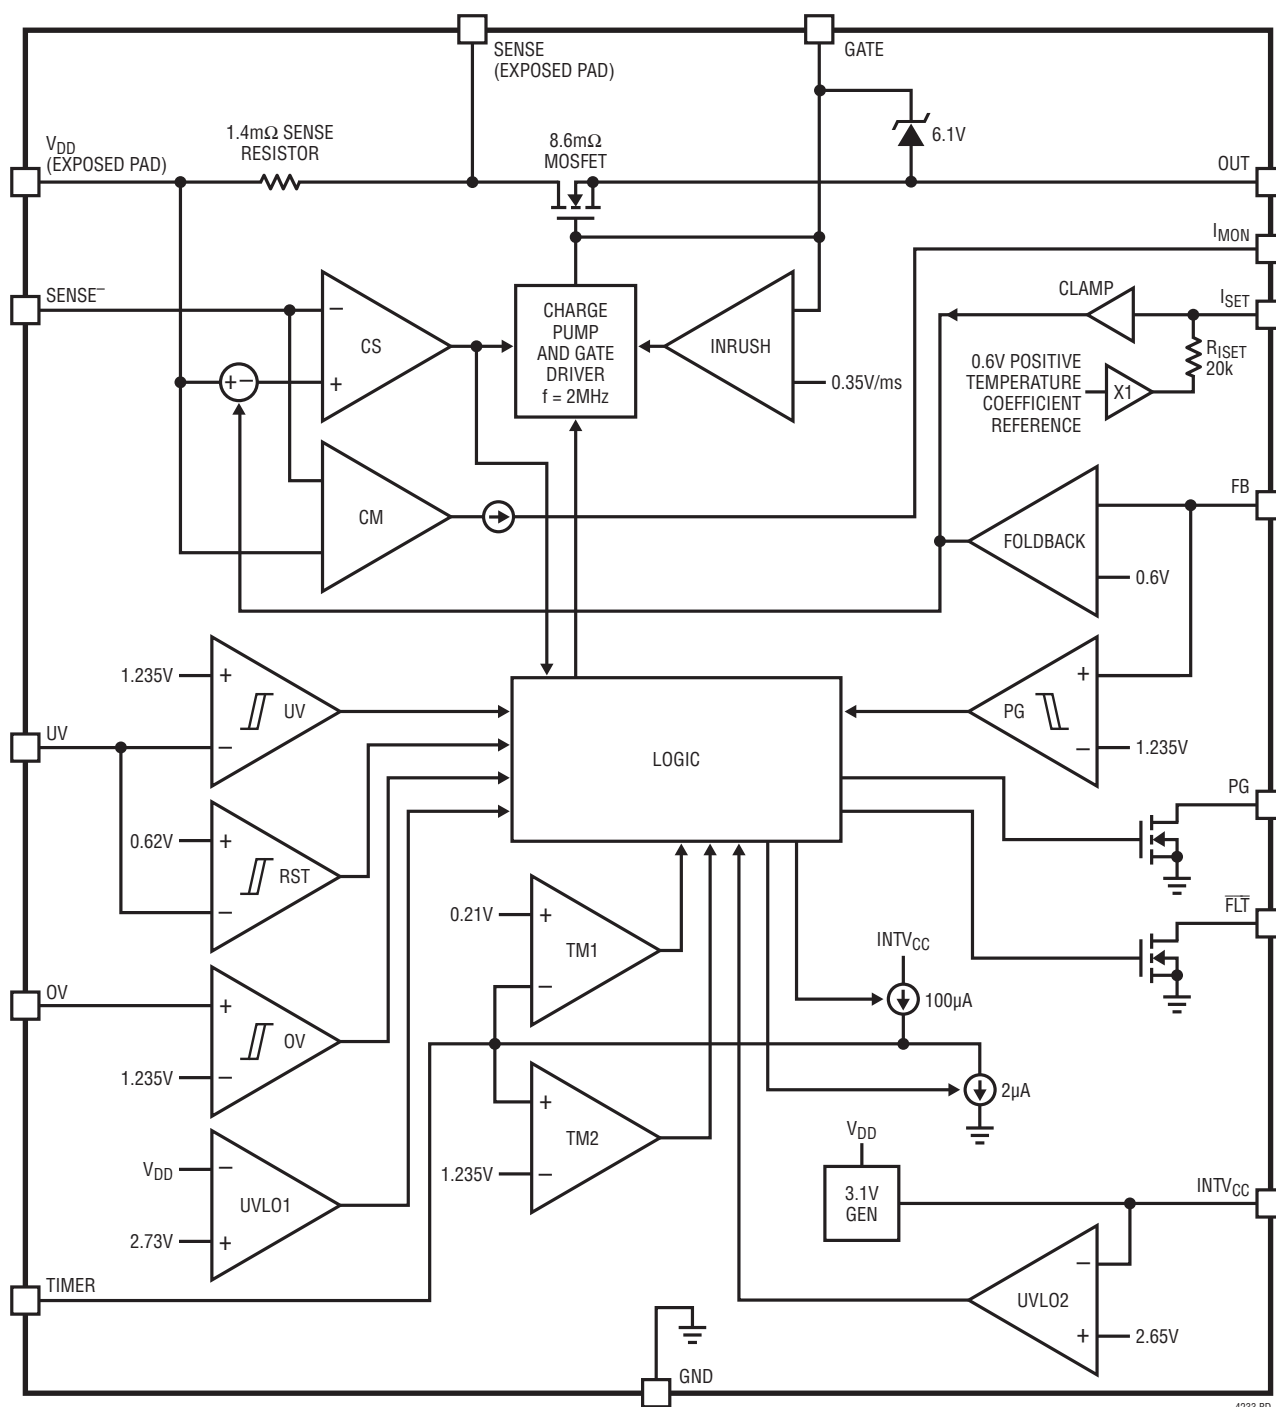 SENSE
(EXPOSED PAD)
GATE
1.4mΩ SENSE
RESISTOR
8.6mΩ
MOSFET
6.1V
VDD
(EXPOSED PAD)
OUT
IMON
SENSE−
−
CS
+
CHARGE
PUMP
AND GATE
DRIVER
f = 2MHz
INRUSH
0.35V/ms
CLAMP
ISET
RISET
20k
0.6V POSITIVE
TEMPERATURE
COEFFICIENT
REFERENCE
X1
+−
CM
FB
FOLDBACK
0.6V
1.235V
+
UV
−
UV
LOGIC
+
PG
−
1.235V
PG
0.62V
+
RST
−
FLT
0.21V
+
TM1
−
INTVCC
100µA
OV
+
OV
1.235V
−
2µA
+
TM2
1.235V
−
VDD
−
UVLO1
2.73V
+
VDD
3.1V
GEN
INTVCC
TIMER
−
UVLO2
+
2.65V
GND
4233 BD